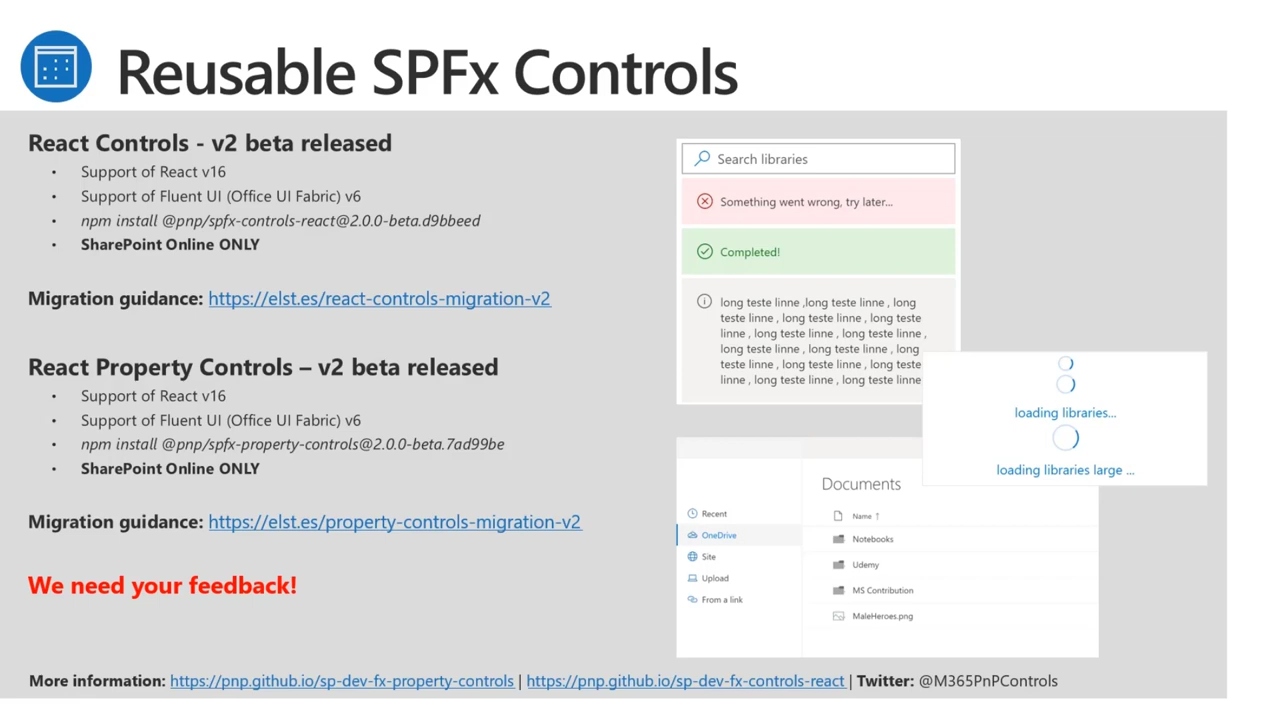 Reusable SPFx Controls
React Controls - v2 beta released
• Support of React v16
• Support of Fluent UI (Office UI Fabric) v6
• npm install @pnp/spfx-controls-react@2.0.0-beta.d9bbeed
• SharePoint Online ONLY
Migration guidance: https://elst.es/react-controls-migration-v2
React Property Controls – v2 beta released
• Support of React v16
• Support of Fluent UI (Office UI Fabric) v6
• npm install @pnp/spfx-property-controls@2.0.0-beta.7ad99be
• SharePoint Online ONLY
Migration guidance: https://elst.es/property-controls-migration-v2
We need your feedback!
Search libraries
Something went wrong, try later...
Completed!
long teste linne ,long teste linne , long
teste linne , long teste linne , long teste
linne , long teste linne , long teste linne ,
long teste linne , long teste linne , long
teste linne , long teste linne , long teste
linne , long teste linne , long teste linne
loading libraries...
loading libraries large ...
Recent
OneDrive
Site
Upload
From a link
Documents
Name ↑
Notebooks
Udemy
MS Contribution
MaleHeroes.png
More information: https://pnp.github.io/sp-dev-fx-property-controls | https://pnp.github.io/sp-dev-fx-controls-react | Twitter: @M365PnPControls